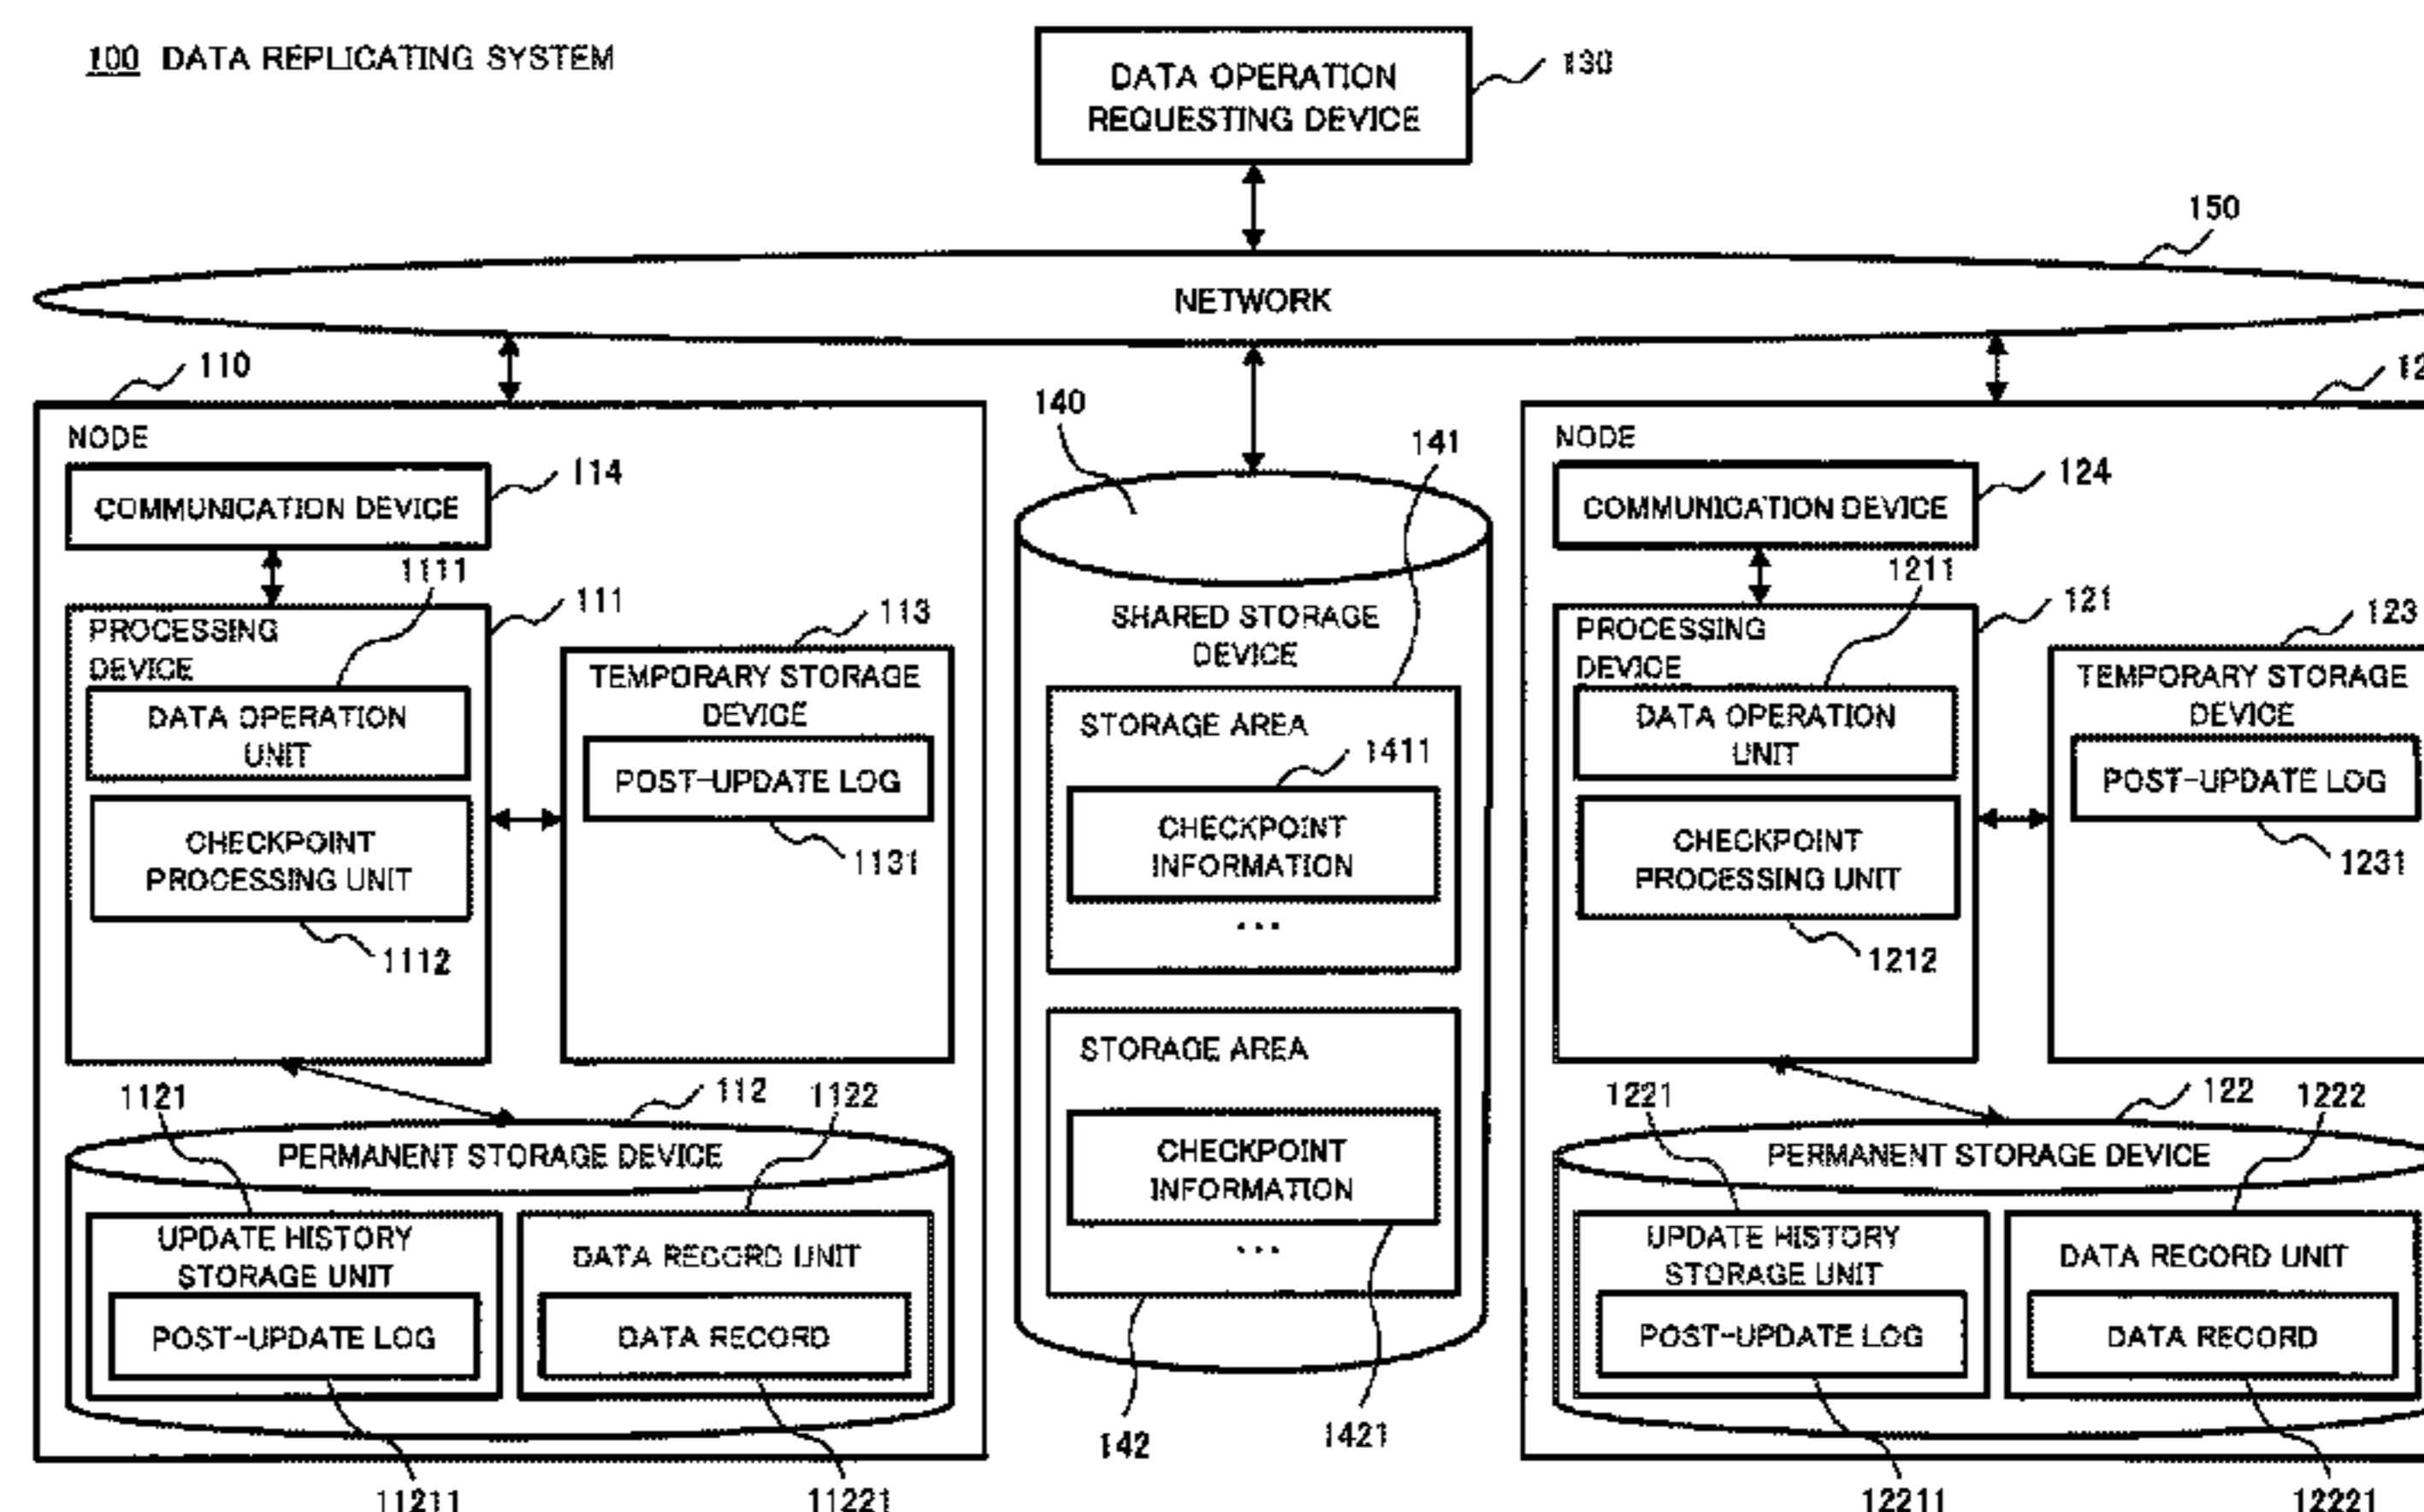 100 DATA REPLICATING SYSTEM
DATA OPERATION
REQUESTING DEVICE
130
150
NETWORK
110
NODE
COMMUNICATION DEVICE
114
1111
PROCESSING
DEVICE
111
DATA OPERATION
UNIT
CHECKPOINT
PROCESSING UNIT
1112
113
TEMPORARY STORAGE
DEVICE
POST-UPDATE LOG
1131
1121
112
1122
PERMANENT STORAGE DEVICE
UPDATE HISTORY
STORAGE UNIT
POST-UPDATE LOG
DATA RECORD UNIT
DATA RECORD
11211
11221
140
141
SHARED STORAGE
DEVICE
STORAGE AREA
1411
CHECKPOINT
INFORMATION
...
STORAGE AREA
CHECKPOINT
INFORMATION
...
142
1421
NODE
COMMUNICATION DEVICE
124
1211
PROCESSING
DEVICE
121
DATA OPERATION
UNIT
CHECKPOINT
PROCESSING UNIT
1212
123
TEMPORARY STORAGE
DEVICE
POST-UPDATE LOG
1231
1221
122
1222
PERMANENT STORAGE DEVICE
UPDATE HISTORY
STORAGE UNIT
POST-UPDATE LOG
DATA RECORD UNIT
DATA RECORD
12211
12221